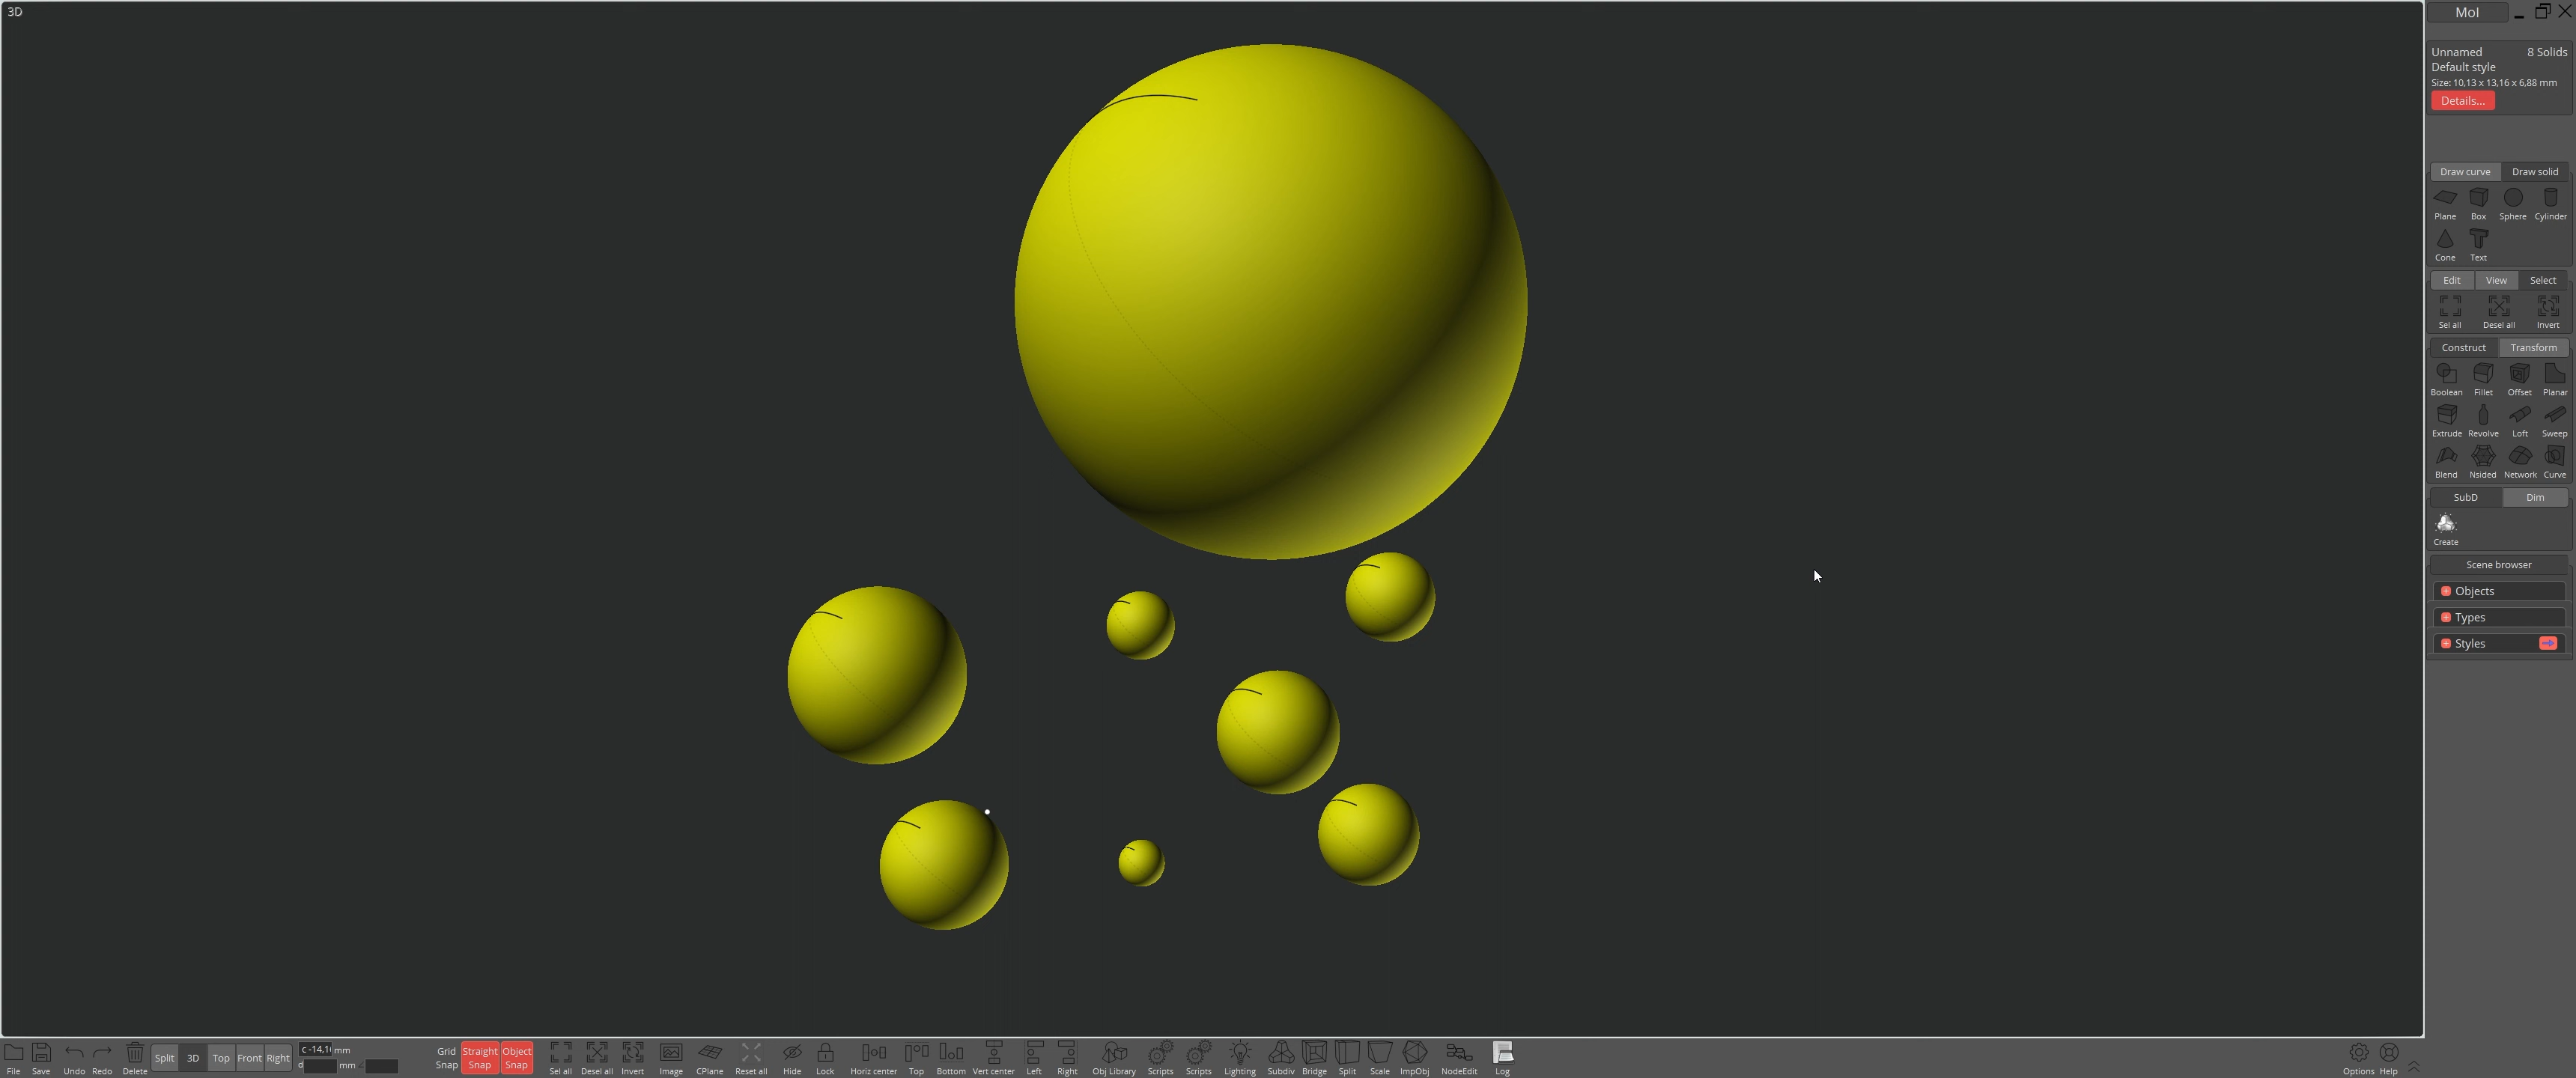 3D
MoI
Unnamed 8 Solids
Default style
Size: 10,13 x 13,16 x 6,88 mm
Details...
Draw curve Draw solid
Plane Box Sphere Cylinder
Cone Text
Edit View Select
Sel all Desel all Invert
Construct Transform
Boolean Fillet Offset Planar
Extrude Revolve Loft Sweep
Blend Nsided Network Curve
SubD Dim
Create
Scene browser
Objects
Types
Styles
File Save Undo Redo Delete Split 3D Top Front Right
c -14,1 mm
d mm
Grid Snap
Straight Snap
Object Snap
Sel all Desel all Invert Image CPlane Reset all Hide Lock Horiz center Top Bottom Vert center Left Right Obj Library Scripts Scripts Lighting Subdiv Bridge Split Scale ImpObj NodeEdit Log Options Help